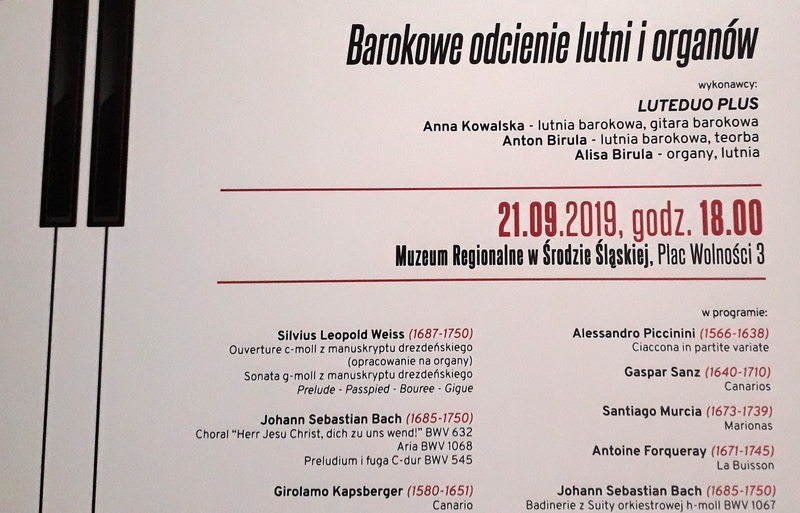 Barokowe odcienie lutni i organów
wykonawcy:
LUTEDUO PLUS
Anna Kowalska - lutnia barokowa, gitara barokowa
Anton Birula - lutnia barokowa, teorba
Alisa Birula - organy, lutnia
21.09.2019, godz. 18.00
Muzeum Regionalne w Środzie Śląskiej, Plac Wolności 3
w programie:
Silvius Leopold Weiss (1687-1750)
Ouverture c-moll z manuskryptu drezdeńskiego
(opracowanie na organy)
Sonata g-moll z manuskryptu drezdeńskiego
Prelude - Passpied - Bouree - Gigue
Johann Sebastian Bach (1685-1750)
Choral "Herr Jesu Christ, dich zu uns wend!" BWV 632
Aria BWV 1068
Preludium i fuga C-dur BWV 545
Girolamo Kapsberger (1580-1651)
Canario
Alessandro Piccinini (1566-1638)
Ciaccona in partite variate
Gaspar Sanz (1640-1710)
Canarios
Santiago Murcia (1673-1739)
Marionas
Antoine Forqueray (1671-1745)
La Buisson
Johann Sebastian Bach (1685-1750)
Badinerie z Suity orkiestrowej h-moll BWV 1067